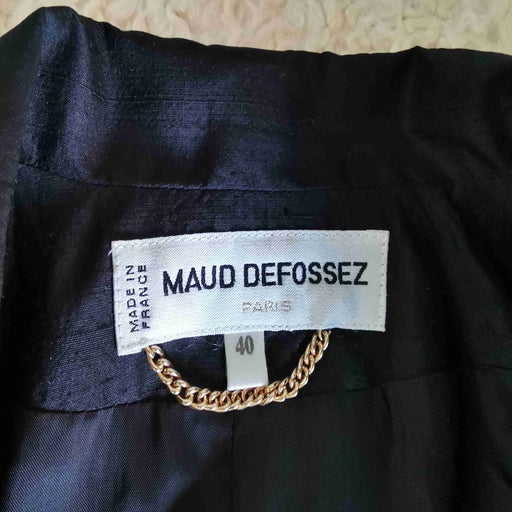 MADE IN
FRANCE
MAUD DEFOSSEZ
PARIS
40